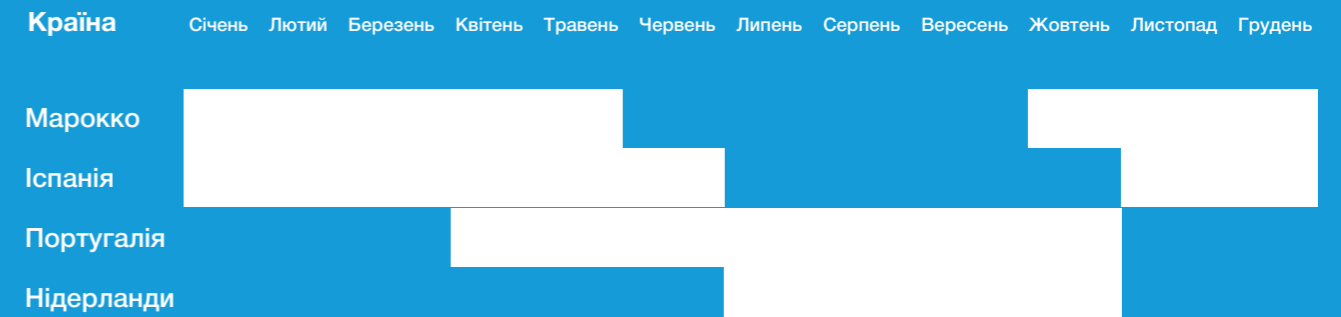 Країна Січень Лютий Березень Квітень Травень Червень Липень Серпень Вересень Жовтень Листопад Грудень
Марокко
Іспанія
Португалія
Нідерланди